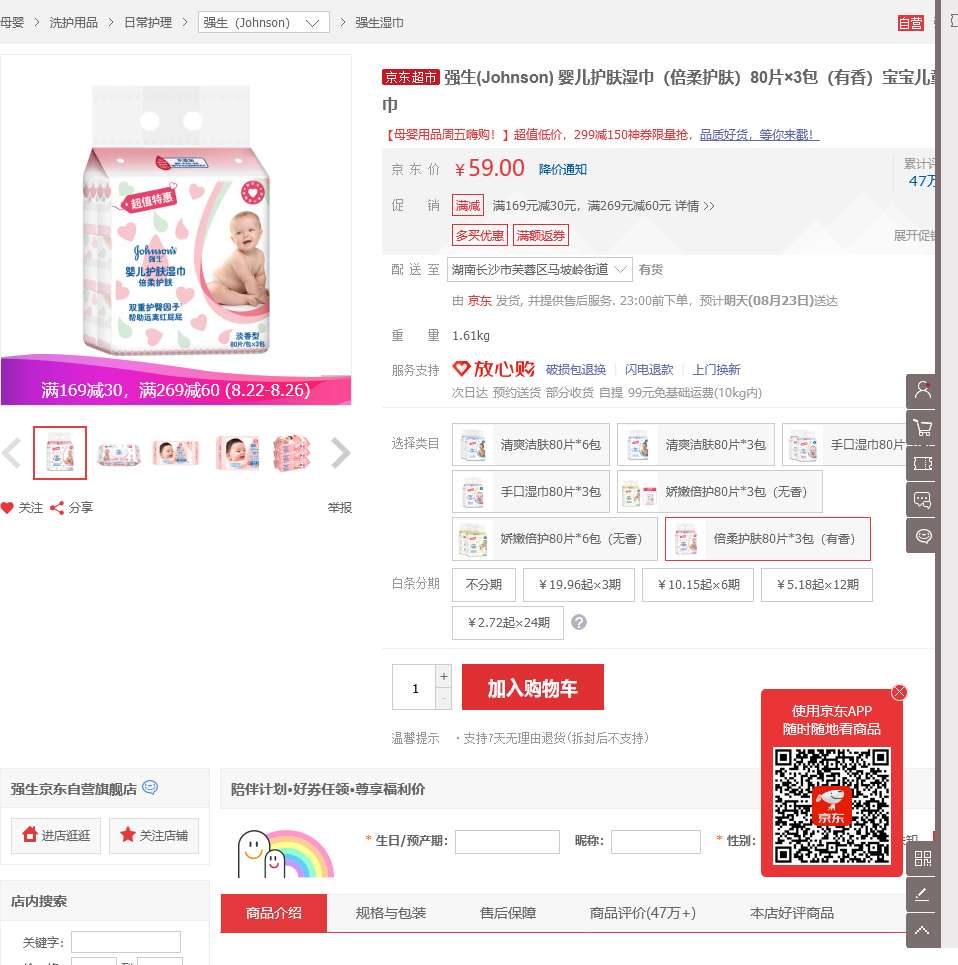 母婴 > 洗护用品 > 日常护理 > 强生（Johnson） > 强生湿巾
自营
京东超市 强生(Johnson) 婴儿护肤湿巾（倍柔护肤）80片×3包（有香）宝宝儿童
巾
【母婴用品周五嗨购！】超值低价，299减150神券限量抢，品质好货，等你来戳！
京东价 ￥59.00 降价通知
累计评
47万
促销 满减 满169元减30元，满269元减60元 详情 >>
多买优惠 满额返券
展开促销
配送至 湖南长沙市芙蓉区马坡岭街道 有货
由 京东 发货, 并提供售后服务. 23:00前下单，预计明天(08月23日)送达
重量 1.61kg
服务支持 放心购 破损包退换 | 闪电退款 | 上门换新
次日达 预约送货 部分收货 自提 99元免基础运费(10kg内)
超值特惠
Johnson's
强生
婴儿护肤湿巾
倍柔护肤
双重护臀因子
帮助远离红屁屁
淡香型
80片/包×3包
满169减30，满269减60 (8.22-8.26)
关注 分享 举报
选择类目 清爽洁肤80片*6包 清爽洁肤80片*3包 手口湿巾80片*
手口湿巾80片*3包 娇嫩倍护80片*3包（无香）
娇嫩倍护80片*6包（无香） 倍柔护肤80片*3包（有香）
白条分期 不分期 ￥19.96起×3期 ￥10.15起×6期 ￥5.18起×12期
￥2.72起×24期 ?
1 + -
加入购物车
温馨提示 ·支持7天无理由退货(拆封后不支持)
使用京东APP
随时随地看商品
京东
强生京东自营旗舰店
进店逛逛 关注店铺
店内搜索
关键字：
陪伴计划•好券任领•尊享福利价
* 生日/预产期： 昵称： * 性别： 未知
商品介绍 规格与包装 售后保障 商品评价(47万+) 本店好评商品